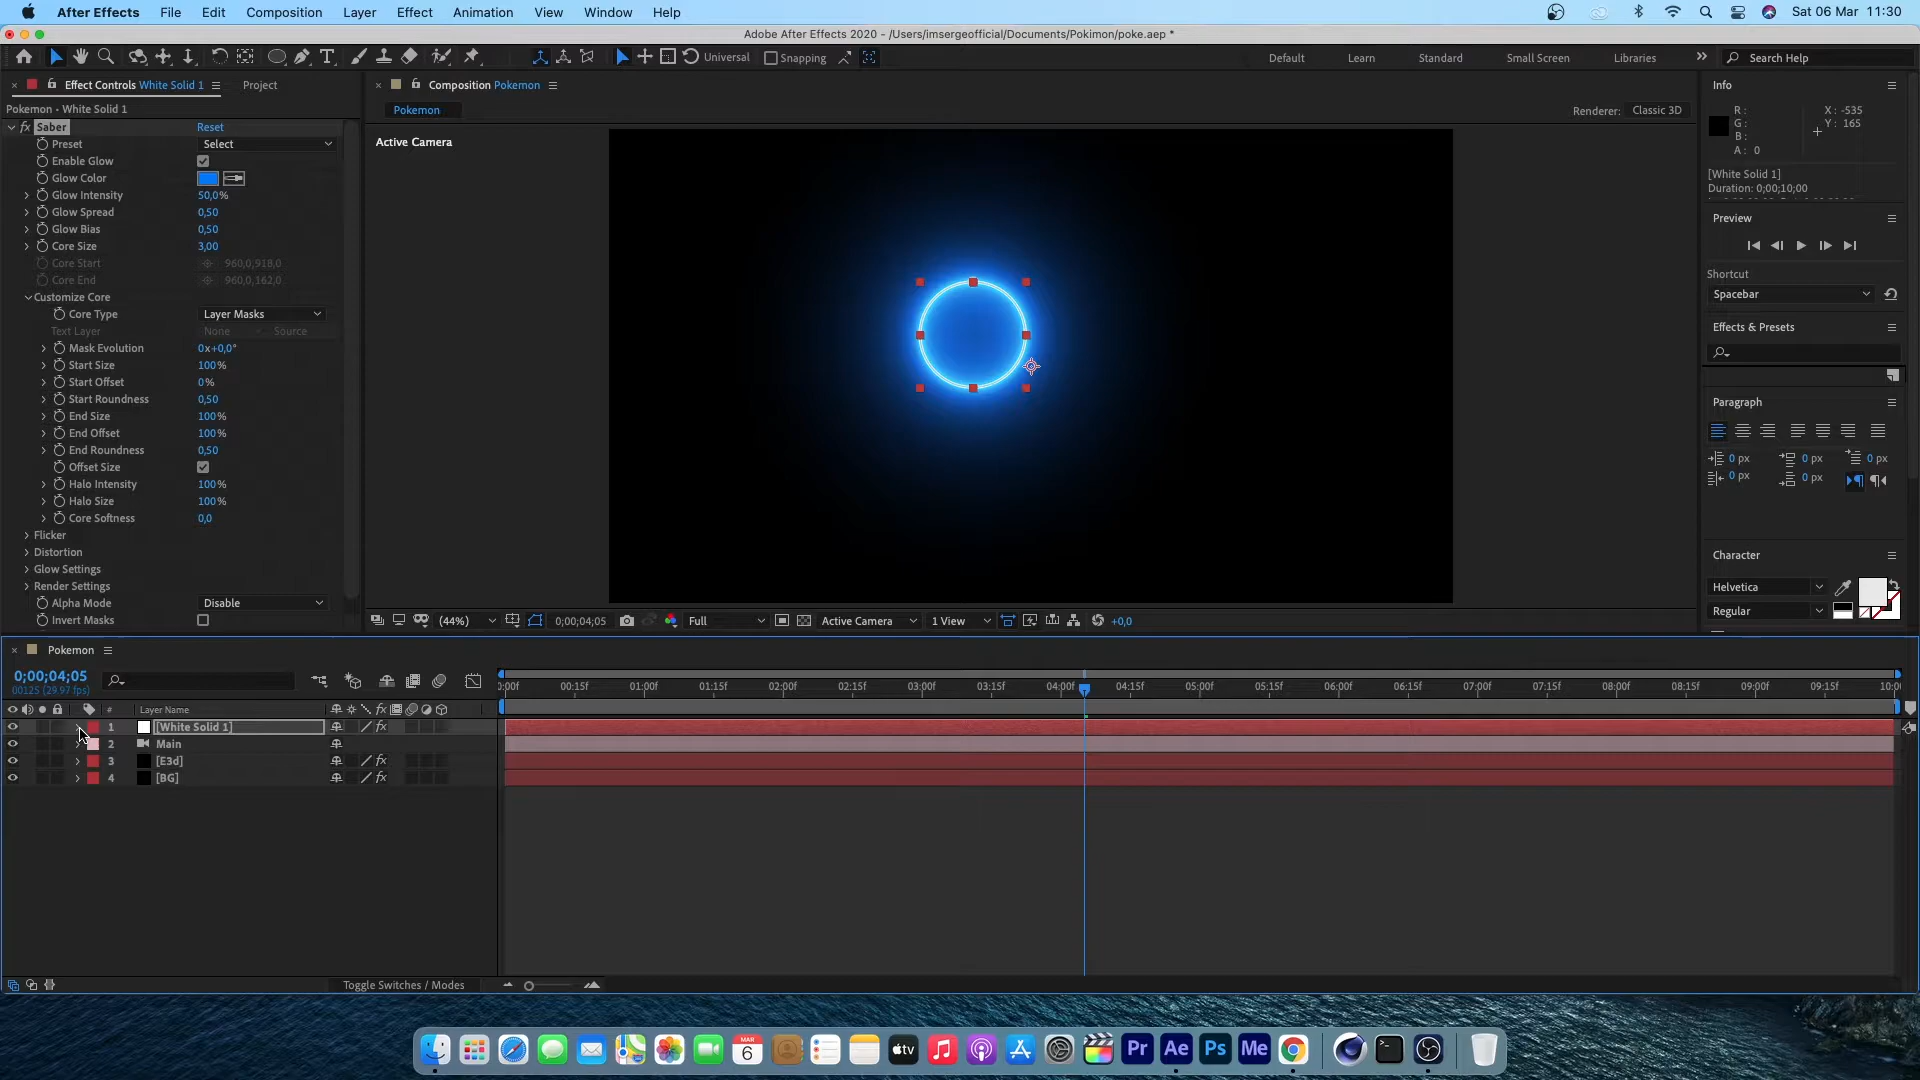 After Effects File Edit Composition Layer Effect Animation View Window Help Sat 06 Mar 11:30
Adobe After Effects 2020 - /Users/imsergeofficial/Documents/Pokimon/poke.aep *
Universal Snapping Default Learn Standard Small Screen Libraries Search Help
Effect Controls White Solid 1 Project
Pokemon • White Solid 1
fx Saber Reset
Preset Select
Enable Glow
Glow Color
Glow Intensity 50,0%
Glow Spread 0,50
Glow Bias 0,50
Core Size 3,00
Core Start 960,0,918,0
Core End 960,0,162,0
Customize Core
Core Type Layer Masks
Text Layer None Source
Mask Evolution 0x+0,0°
Start Size 100%
Start Offset 0%
Start Roundness 0,50
End Size 100%
End Offset 100%
End Roundness 0,50
Offset Size
Halo Intensity 100%
Halo Size 100%
Core Softness 0,0
Flicker
Distortion
Glow Settings
Render Settings
Alpha Mode Disable
Invert Masks
Composition Pokemon
Pokemon
Renderer: Classic 3D
Active Camera
(44%) 0;00;04;05 Full Active Camera 1 View +0,0
Info
R : X : -535
G : Y : 165
B :
A : 0
[White Solid 1]
Duration: 0;00;10;00
Preview
Shortcut
Spacebar
Effects & Presets
Paragraph
0 px 0 px 0 px
0 px 0 px
Character
Helvetica
Regular
Pokemon
0;00;04;05
00125 (29.97 fps)
:00f 00:15f 01:00f 01:15f 02:00f 02:15f 03:00f 03:15f 04:00f 04:15f 05:00f 05:15f 06:00f 06:15f 07:00f 07:15f 08:00f 08:15f 09:00f 09:15f 10:0
# Layer Name fx
1 [White Solid 1] fx
2 Main
3 [E3d] fx
4 [BG] fx
Toggle Switches / Modes
MAR
6
tv Pr Ae Ps Me